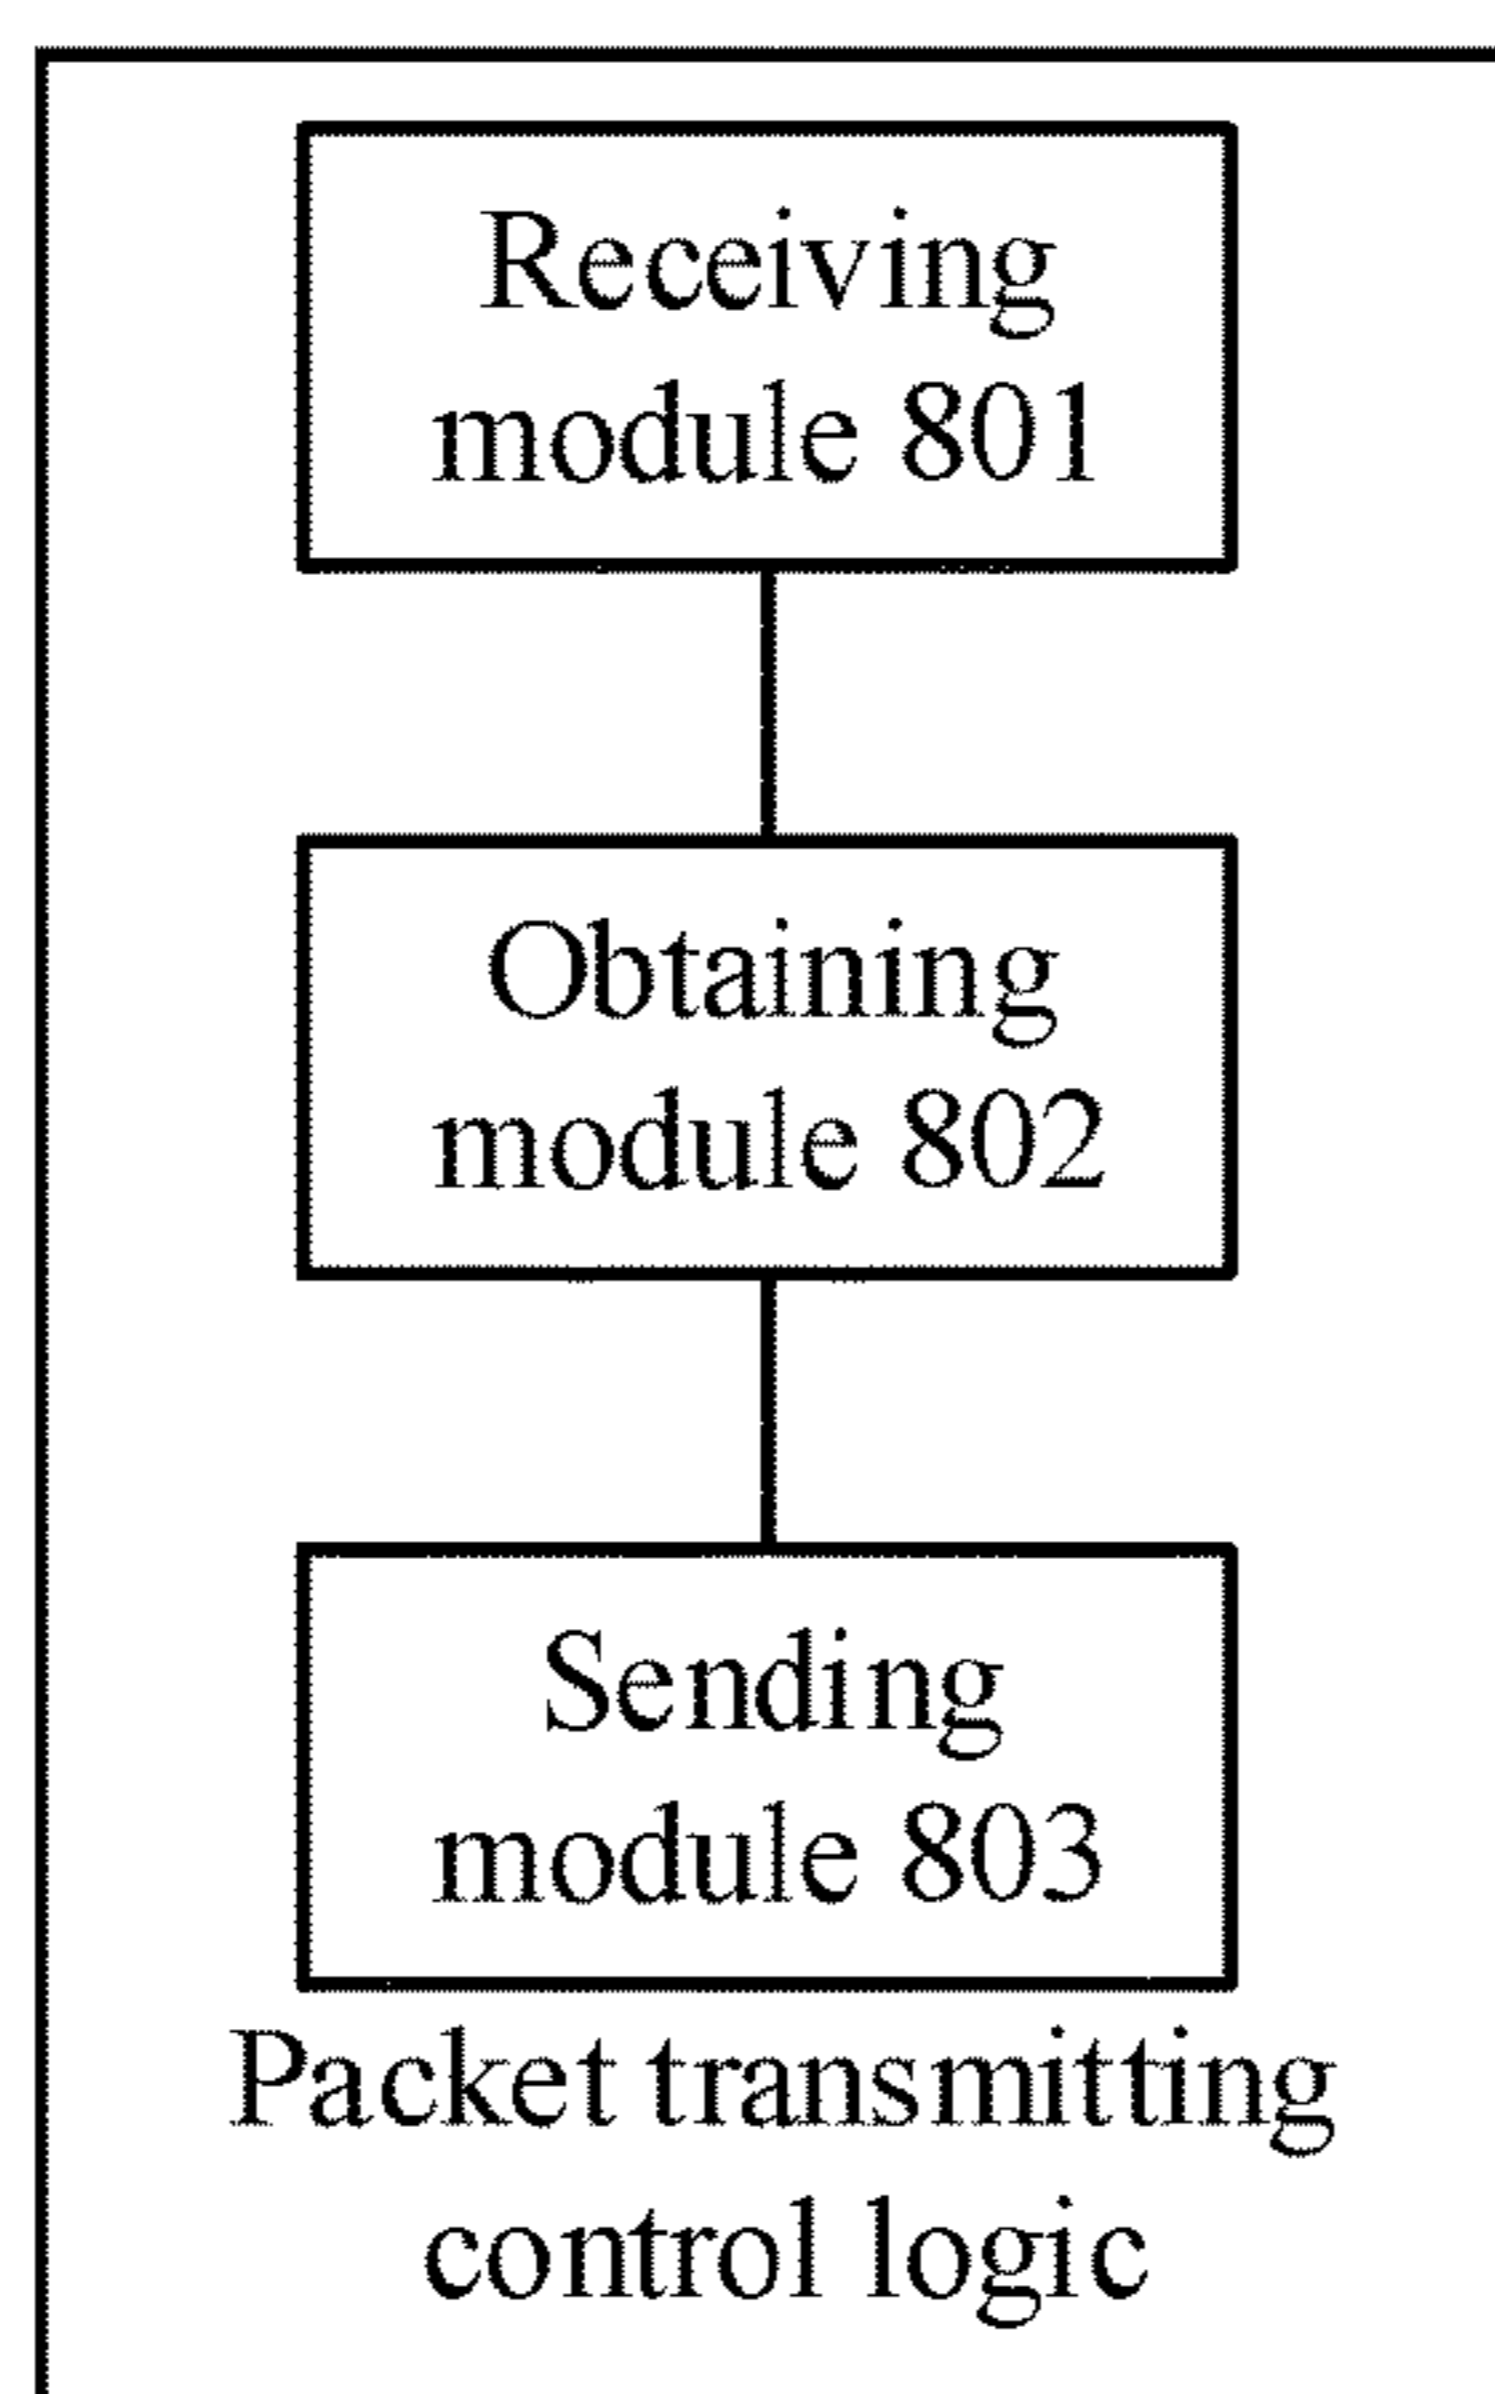 Receiving
module 801
Obtaining
module 802
Sending
module 803
Packet transmitting
control logic